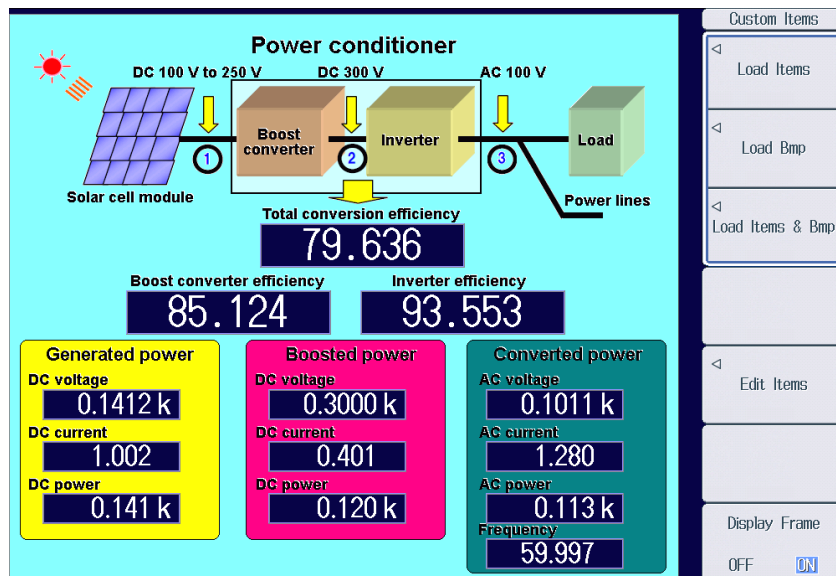 Power conditioner
DC 100 V to 250 V
DC 300 V
AC 100 V
Boost
converter
Inverter
Load
1
2
3
Solar cell module
Power lines
Total conversion efficiency
79.636
Boost converter efficiency
85.124
Inverter efficiency
93.553
Generated power
DC voltage
0.1412 k
DC current
1.002
DC power
0.141 k
Boosted power
DC voltage
0.3000 k
DC current
0.401
DC power
0.120 k
Converted power
AC voltage
0.1011 k
AC current
1.280
AC power
0.113 k
Frequency
59.997
Custom Items
Load Items
Load Bmp
Load Items & Bmp
Edit Items
Display Frame
OFF ON